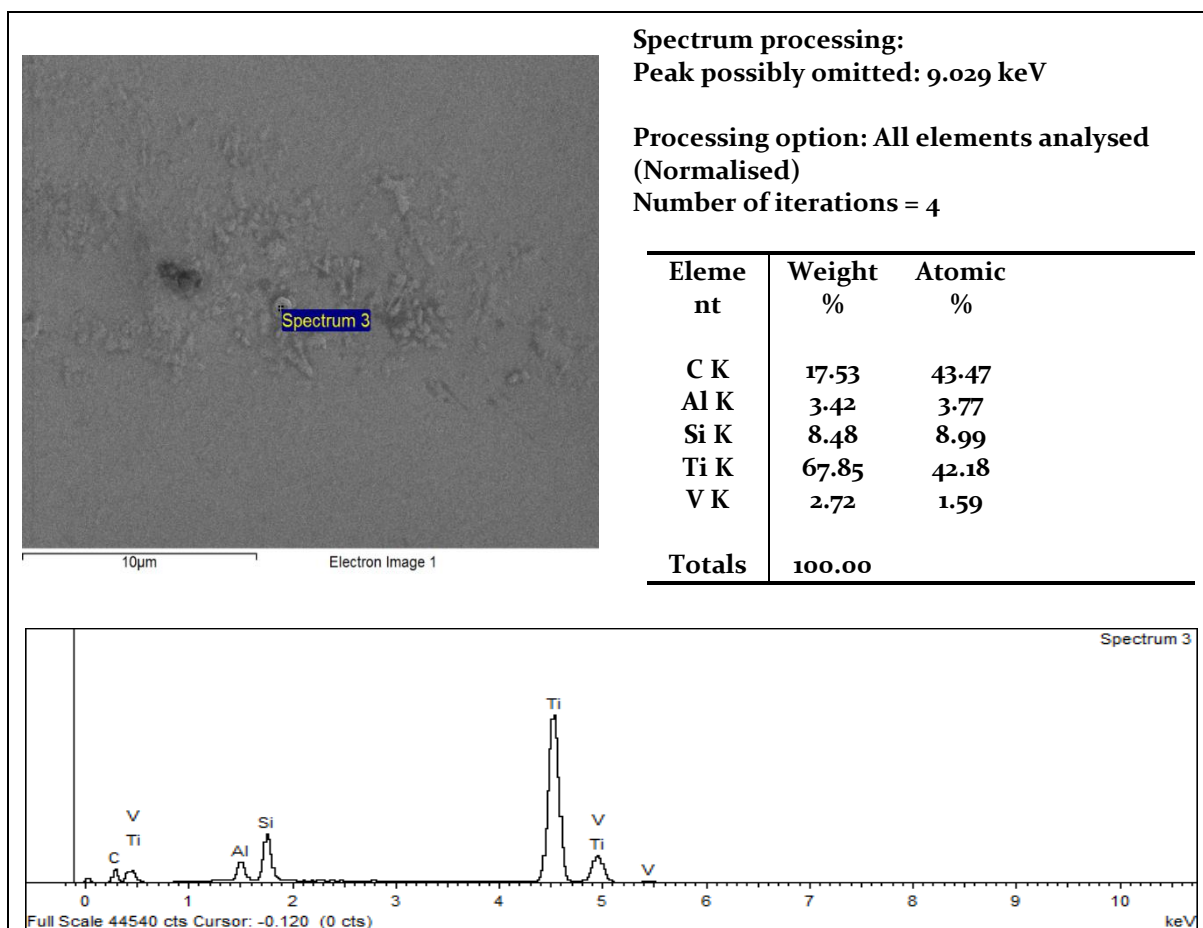 Spectrum processing:
Peak possibly omitted: 9.029 keV
Processing option: All elements analysed
(Normalised)
Number of iterations = 4
Eleme Weight Atomic
nt % %
C K 17.53 43.47
Al K 3.42 3.77
Si K 8.48 8.99
Ti K 67.85 42.18
V K 2.72 1.59
Totals 100.00
Spectrum 3
10µm Electron Image 1
Spectrum 3
Ti
V V
Ti Si Ti
C Al V
0 1 2 3 4 5 6 7 8 9 10
Full Scale 44540 cts Cursor: -0.120 (0 cts) keV